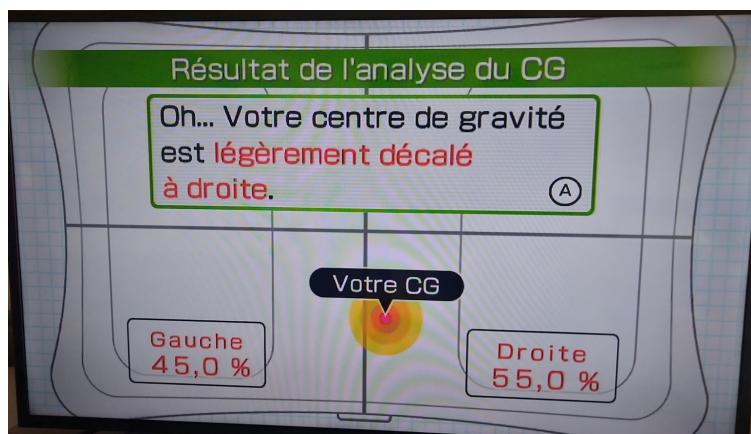 Résultat de l'analyse du CG
Oh... Votre centre de gravité
est légèrement décalé
à droite.
A
Votre CG
Gauche
45,0 %
Droite
55,0 %